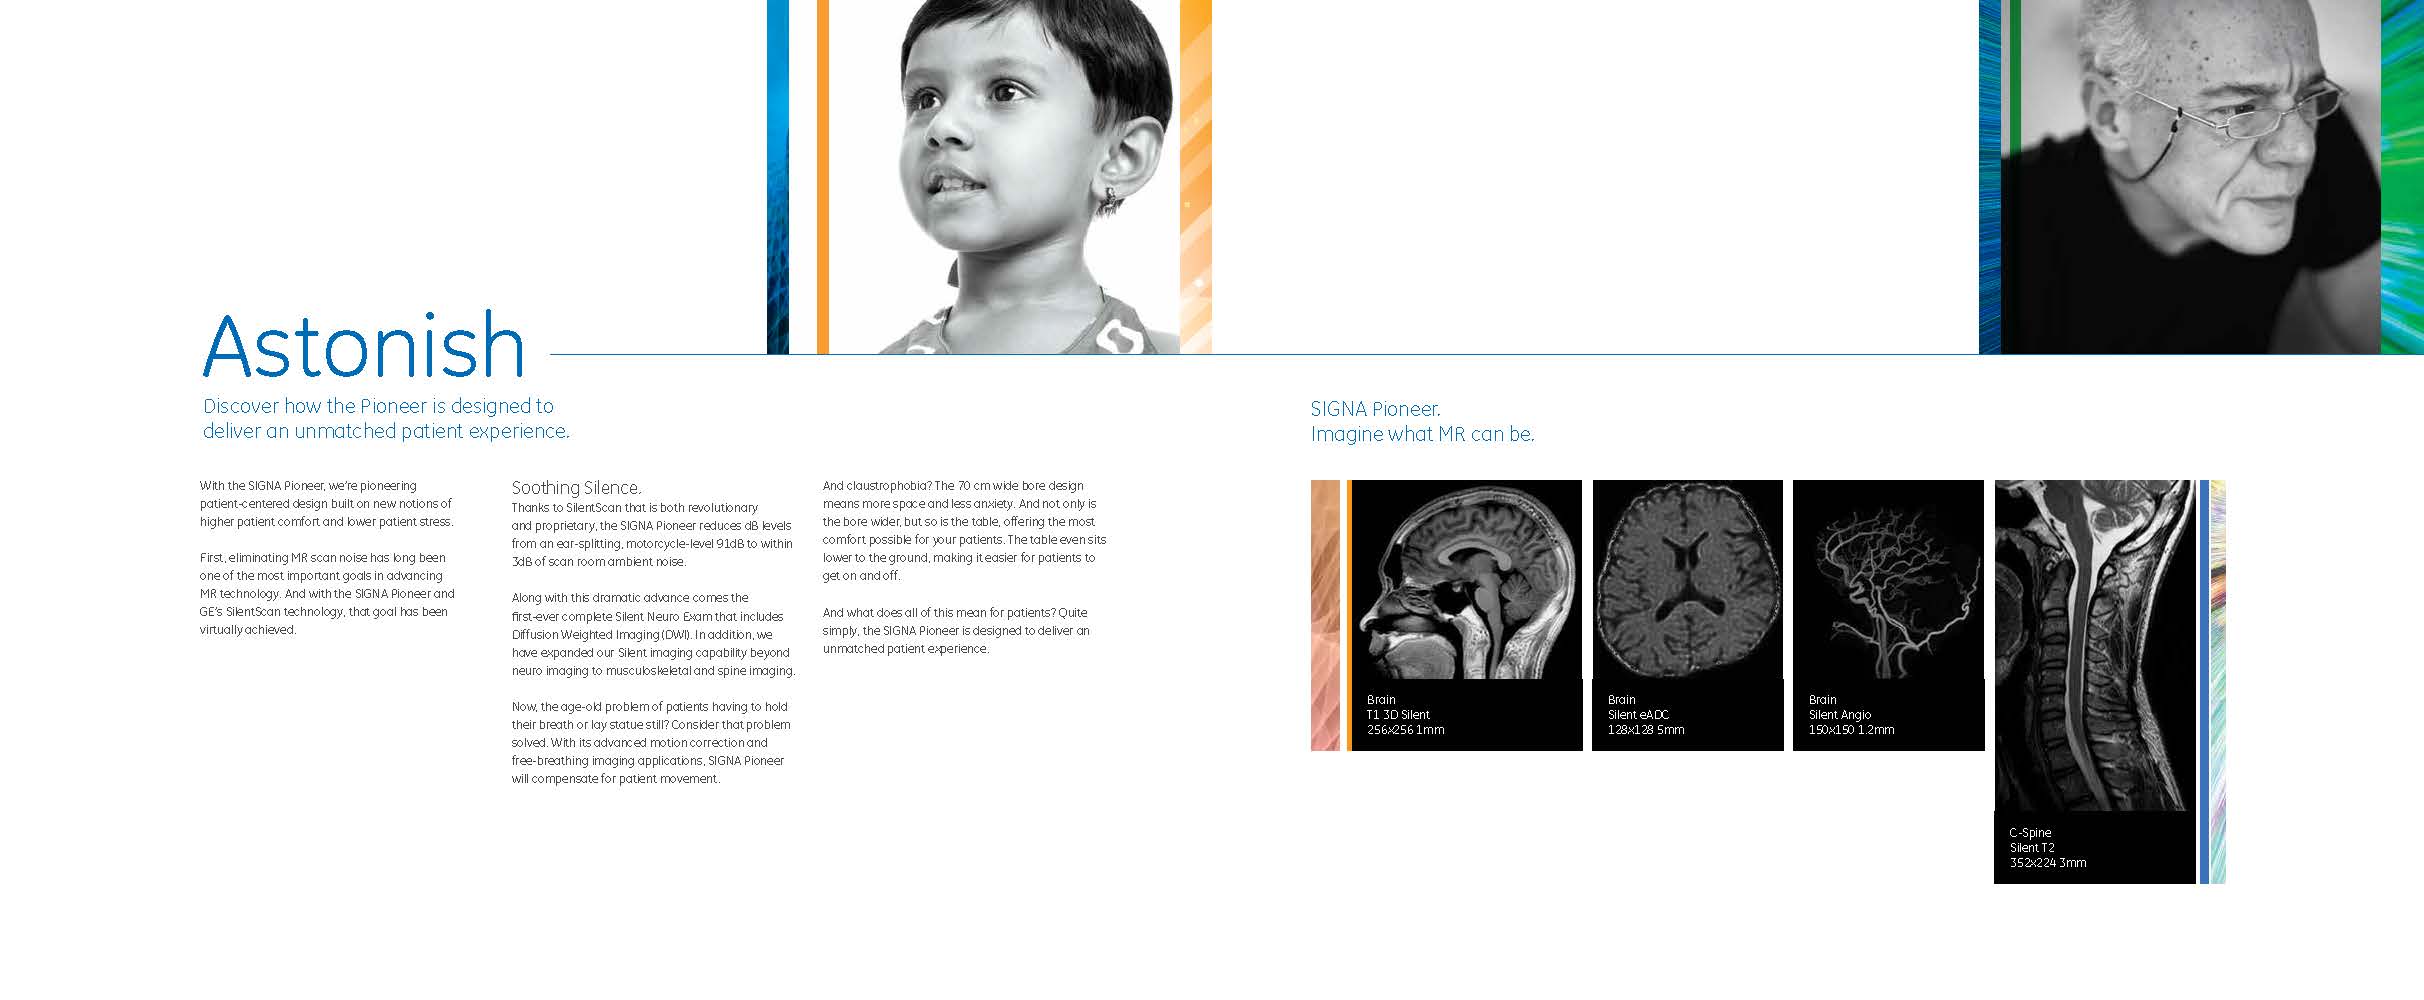 Astonish
Discover how the Pioneer is designed to
deliver an unmatched patient experience.
With the SIGNA Pioneer, we're pioneering
patient-centered design built on new notions of
higher patient comfort and lower patient stress.
First, eliminating MR scan noise has long been
one of the most important goals in advancing
MR technology. And with the SIGNA Pioneer and
GE's SilentScan technology, that goal has been
virtually achieved.
Soothing Silence.
Thanks to SilentScan that is both revolutionary
and proprietary, the SIGNA Pioneer reduces dB levels
from an ear-splitting, motorcycle-level 91dB to within
3dB of scan room ambient noise.
Along with this dramatic advance comes the
first-ever complete Silent Neuro Exam that includes
Diffusion Weighted Imaging (DWI). In addition, we
have expanded our Silent imaging capability beyond
neuro imaging to musculoskeletal and spine imaging.
Now, the age-old problem of patients having to hold
their breath or lay statue still? Consider that problem
solved. With its advanced motion correction and
free-breathing imaging applications, SIGNA Pioneer
will compensate for patient movement.
And claustrophobia? The 70 cm wide bore design
means more space and less anxiety. And not only is
the bore wider, but so is the table, offering the most
comfort possible for your patients. The table even sits
lower to the ground, making it easier for patients to
get on and off.
And what does all of this mean for patients? Quite
simply, the SIGNA Pioneer is designed to deliver an
unmatched patient experience.
SIGNA Pioneer.
Imagine what MR can be.
Brain
T1 3D Silent
256x256 1mm
Brain
Silent eADC
128x128 5mm
Brain
Silent Angio
150x150 1.2mm
C-Spine
Silent T2
352x224 3mm